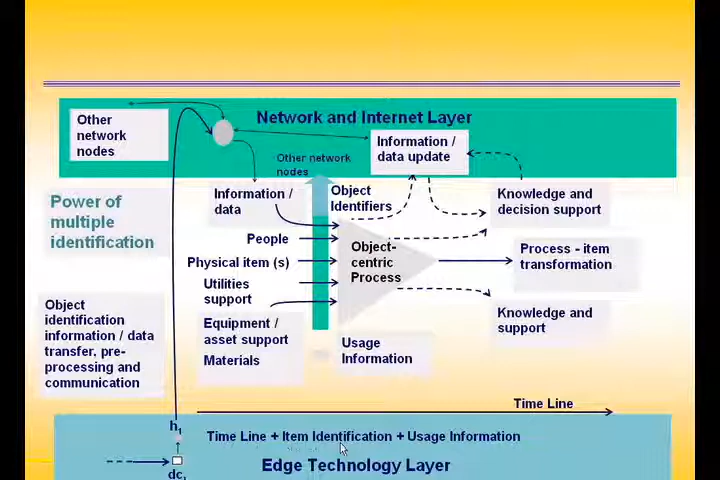 Network and Internet Layer
Other
network
nodes
Information /
data update
Other network
nodes
Power of
multiple
identification
Information /
data
Object
Identifiers
Knowledge and
decision support
People
Physical item (s)
Utilities
support
Equipment /
asset support
Materials
Object-
centric
Process
Process - item
transformation
Knowledge and
support
Usage
Information
Object
identification
information / data
transfer, pre-
processing and
communication
Time Line
h1
Time Line + Item Identification + Usage Information
Edge Technology Layer
dc1